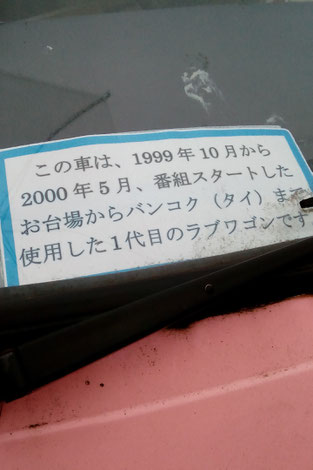 この車は、1999年10月から
2000年5月、番組スタートした
お台場からバンコク（タイ）まで
使用した1代目のラブワゴンです